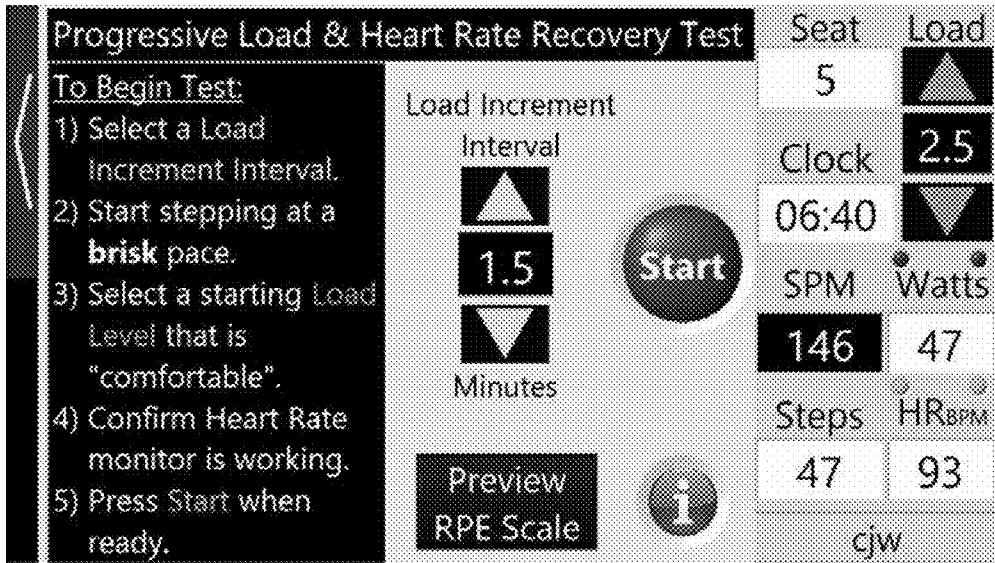 Progressive Load & Heart Rate Recovery Test
To Begin Test:
1) Select a Load
Increment Interval.
2) Start stepping at a
brisk pace.
3) Select a starting Load
Level that is
"comfortable".
4) Confirm Heart Rate
monitor is working.
5) Press Start when
ready.
Load Increment
Interval
1.5
Minutes
Start
Preview
RPE Scale
i
Seat
5
Load
2.5
Clock
06:40
SPM
146
Watts
47
Steps
47
HRBPM
93
cjw